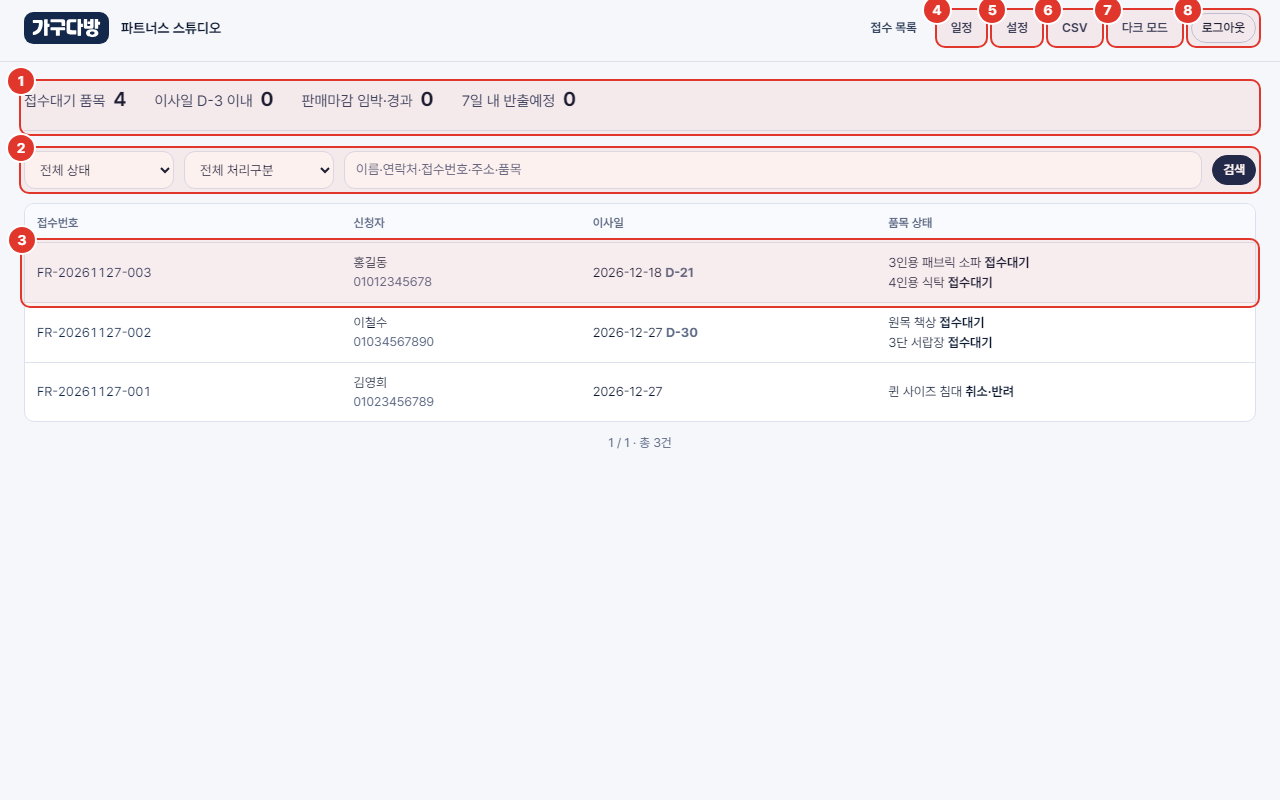 가구다방 파트너스 스튜디오 접수 목록 4 일정 5 설정 6 CSV 7 다크 모드 8 로그아웃
1 접수대기 품목 4 이사일 D-3 이내 0 판매마감 임박·경과 0 7일 내 반출예정 0
2 전체 상태 전체 처리구분 이름·연락처·접수번호·주소·품목 검색
접수번호 신청자 이사일 품목 상태
3
FR-20261127-003 홍길동 2026-12-18 D-21 3인용 패브릭 소파 접수대기
01012345678 4인용 식탁 접수대기
FR-20261127-002 이철수 2026-12-27 D-30 원목 책상 접수대기
01034567890 3단 서랍장 접수대기
FR-20261127-001 김영희 2026-12-27 퀸 사이즈 침대 취소·반려
01023456789
1 / 1 · 총 3건